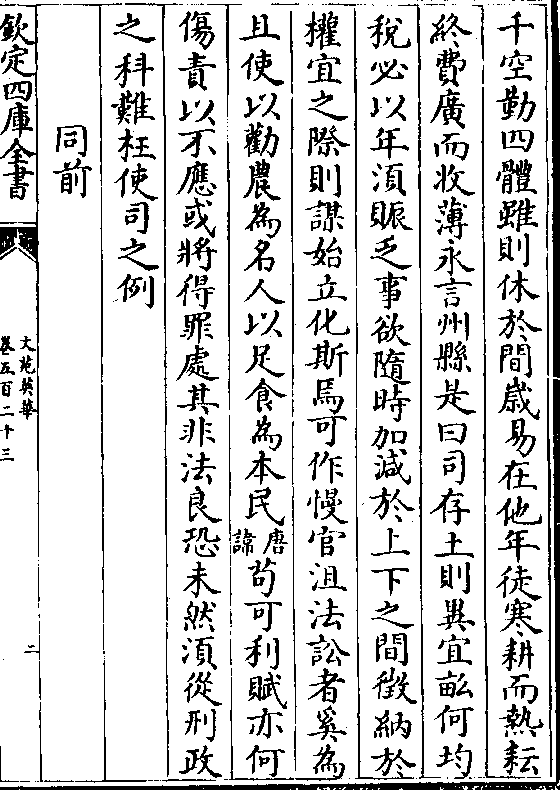 千空勤四體雖則休於間歲易在他年徒寒耕而熱耘
終費廣而收薄永言州縣是曰司存土則異宜畝何均
稅必以年湏賑乏事欲隨時加減於上下之間徴納於
權宜之際則謀始立化斯焉可作慢官沮法訟者奚為
且使以勸農為名人以足食為本民唐諱茍可利賦亦何
傷責以不應或將得罪處其非法良恐未然湏從刑政
之科難枉使司之例
同前
欽定四庫全書
文苑英華
卷五百二十三
二